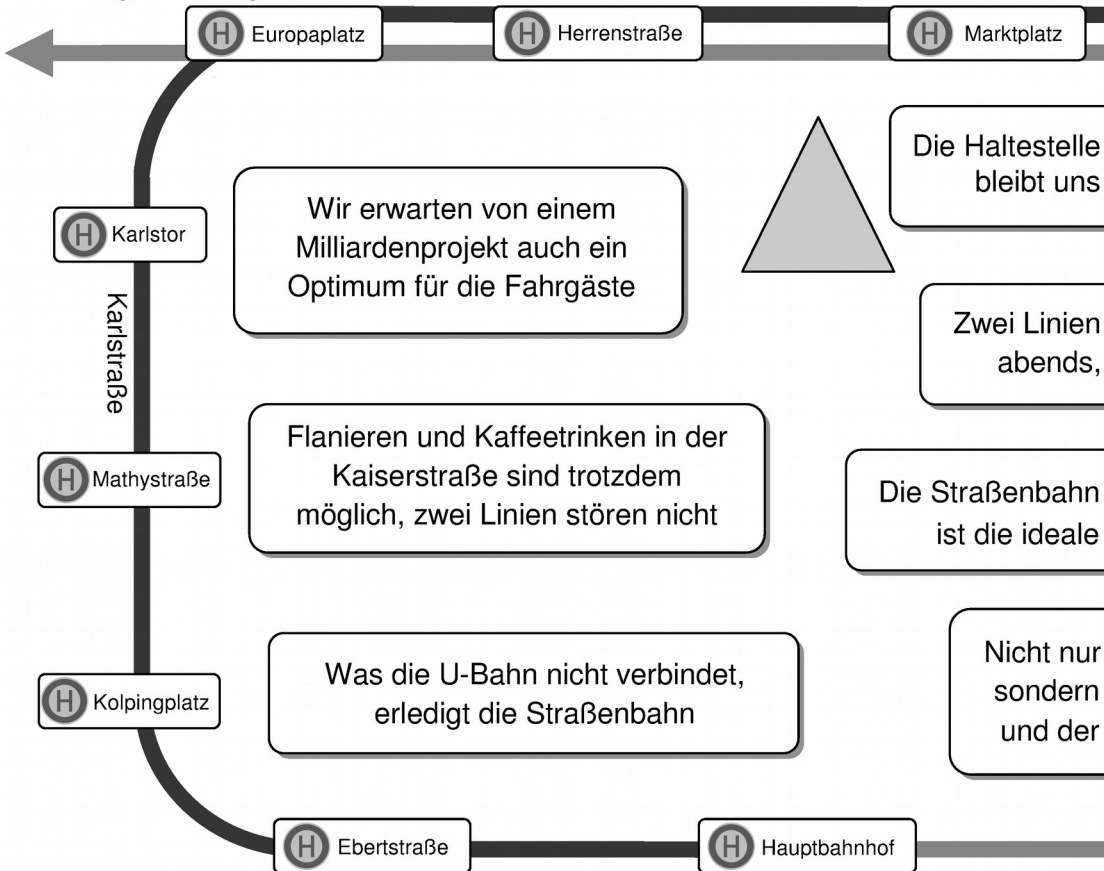 H Europaplatz
H Herrenstraße
H Marktplatz
Die Haltestelle
bleibt uns
Wir erwarten von einem
Milliardenprojekt auch ein
Optimum für die Fahrgäste
H Karlstor
Karlstraße
Zwei Linien
abends,
Flanieren und Kaffeetrinken in der
Kaiserstraße sind trotzdem
möglich, zwei Linien stören nicht
H Mathystraße
Die Straßenbahn
ist die ideale
Was die U-Bahn nicht verbindet,
erledigt die Straßenbahn
Nicht nur
sondern
und der
H Kolpingplatz
H Ebertstraße
H Hauptbahnhof